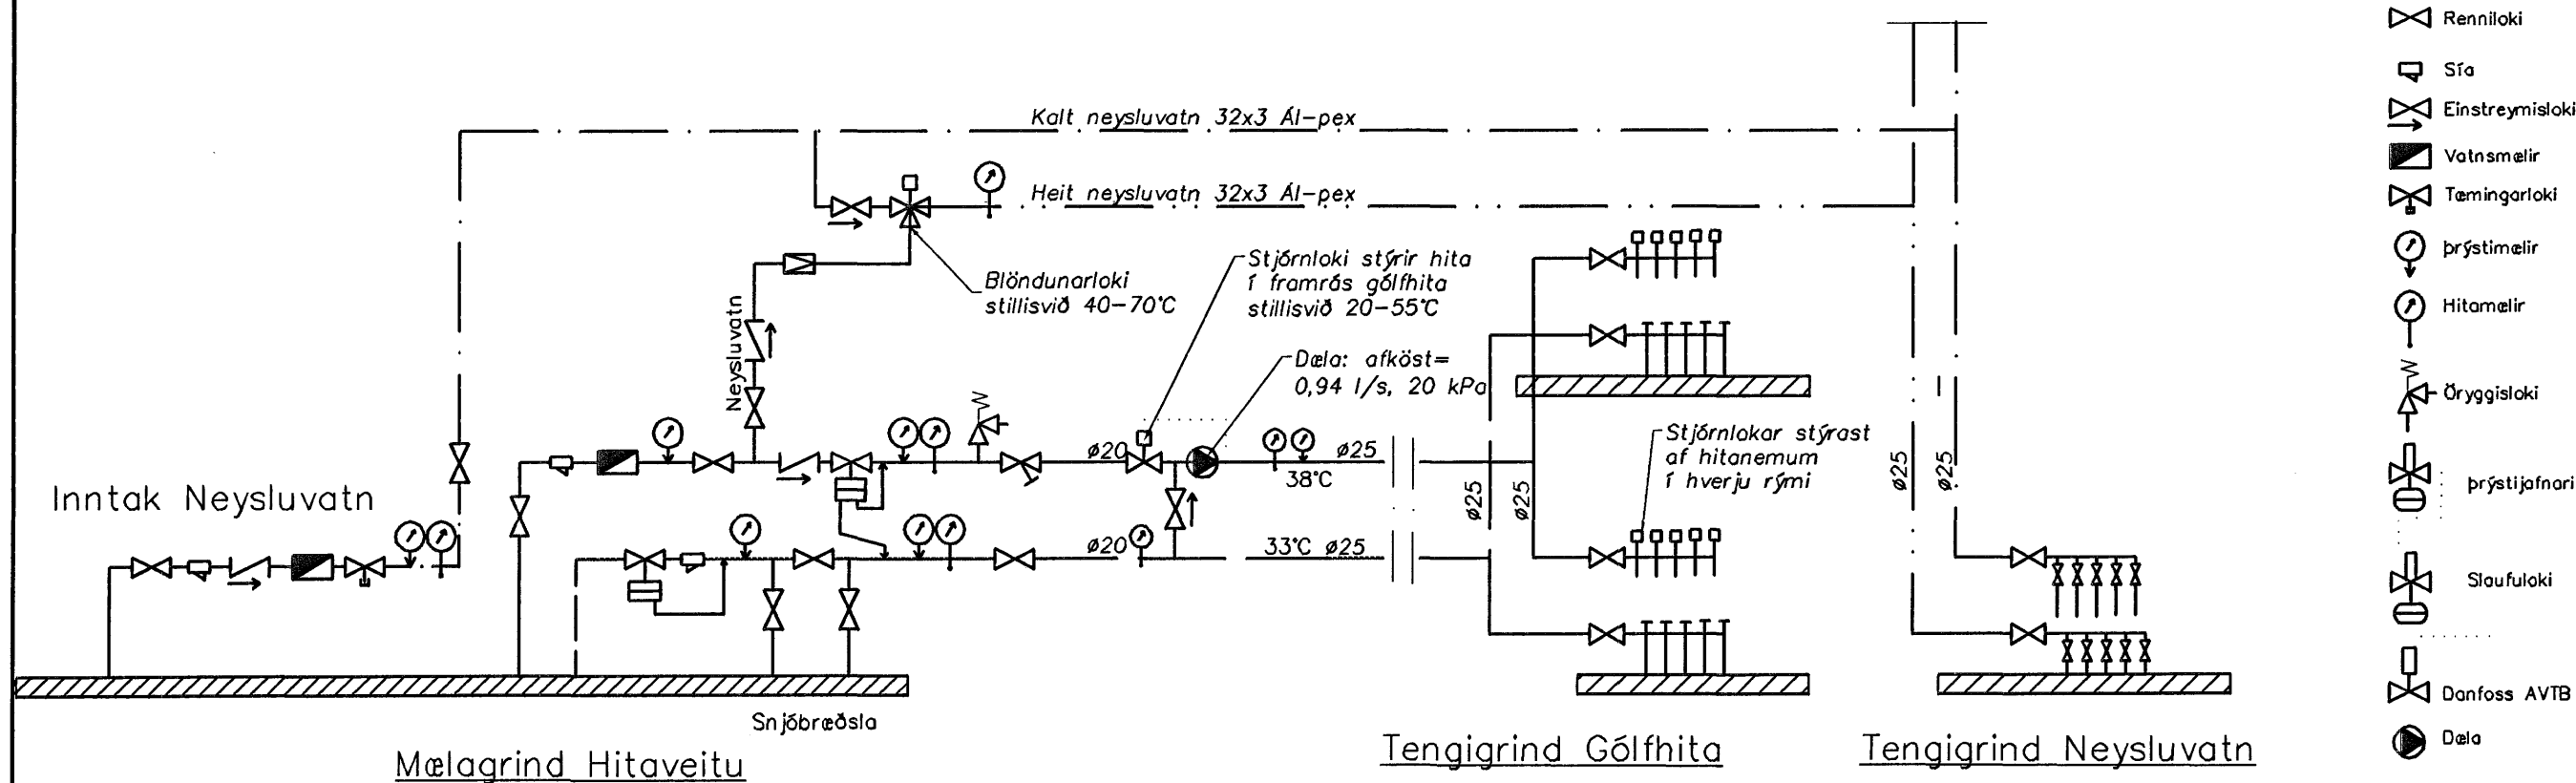 Kalt neysluvatn 32x3 Ál-pex
Heit neysluvatn 32x3 Ál-pex
Blöndunarloki
stillisvið 40-70°C
Stjórnloki stýrir hita
í framrás gólfhita
stillisvið 20-55°C
Neysluvatn
Dæla: afköst=
0,94 l/s, 20 kPa
Stjórnlokar stýrast
af hitanemum
í hverju rými
Inntak Neysluvatn
ø20
38°C
ø25
ø20
33°C ø25
ø25
ø25
ø25
ø25
Snjóbræðsla
Mælagrind Hitaveitu
Tengigrind Gólfhita
Tengigrind Neysluvatn
Renniloki
Sía
Einstreymisloki
Vatnsmælir
Tæmingarloki
Þrýstimælir
Hitamælir
Öryggisloki
Þrýstijafnari
Slaufuloki
Danfoss AVTB
Dæla